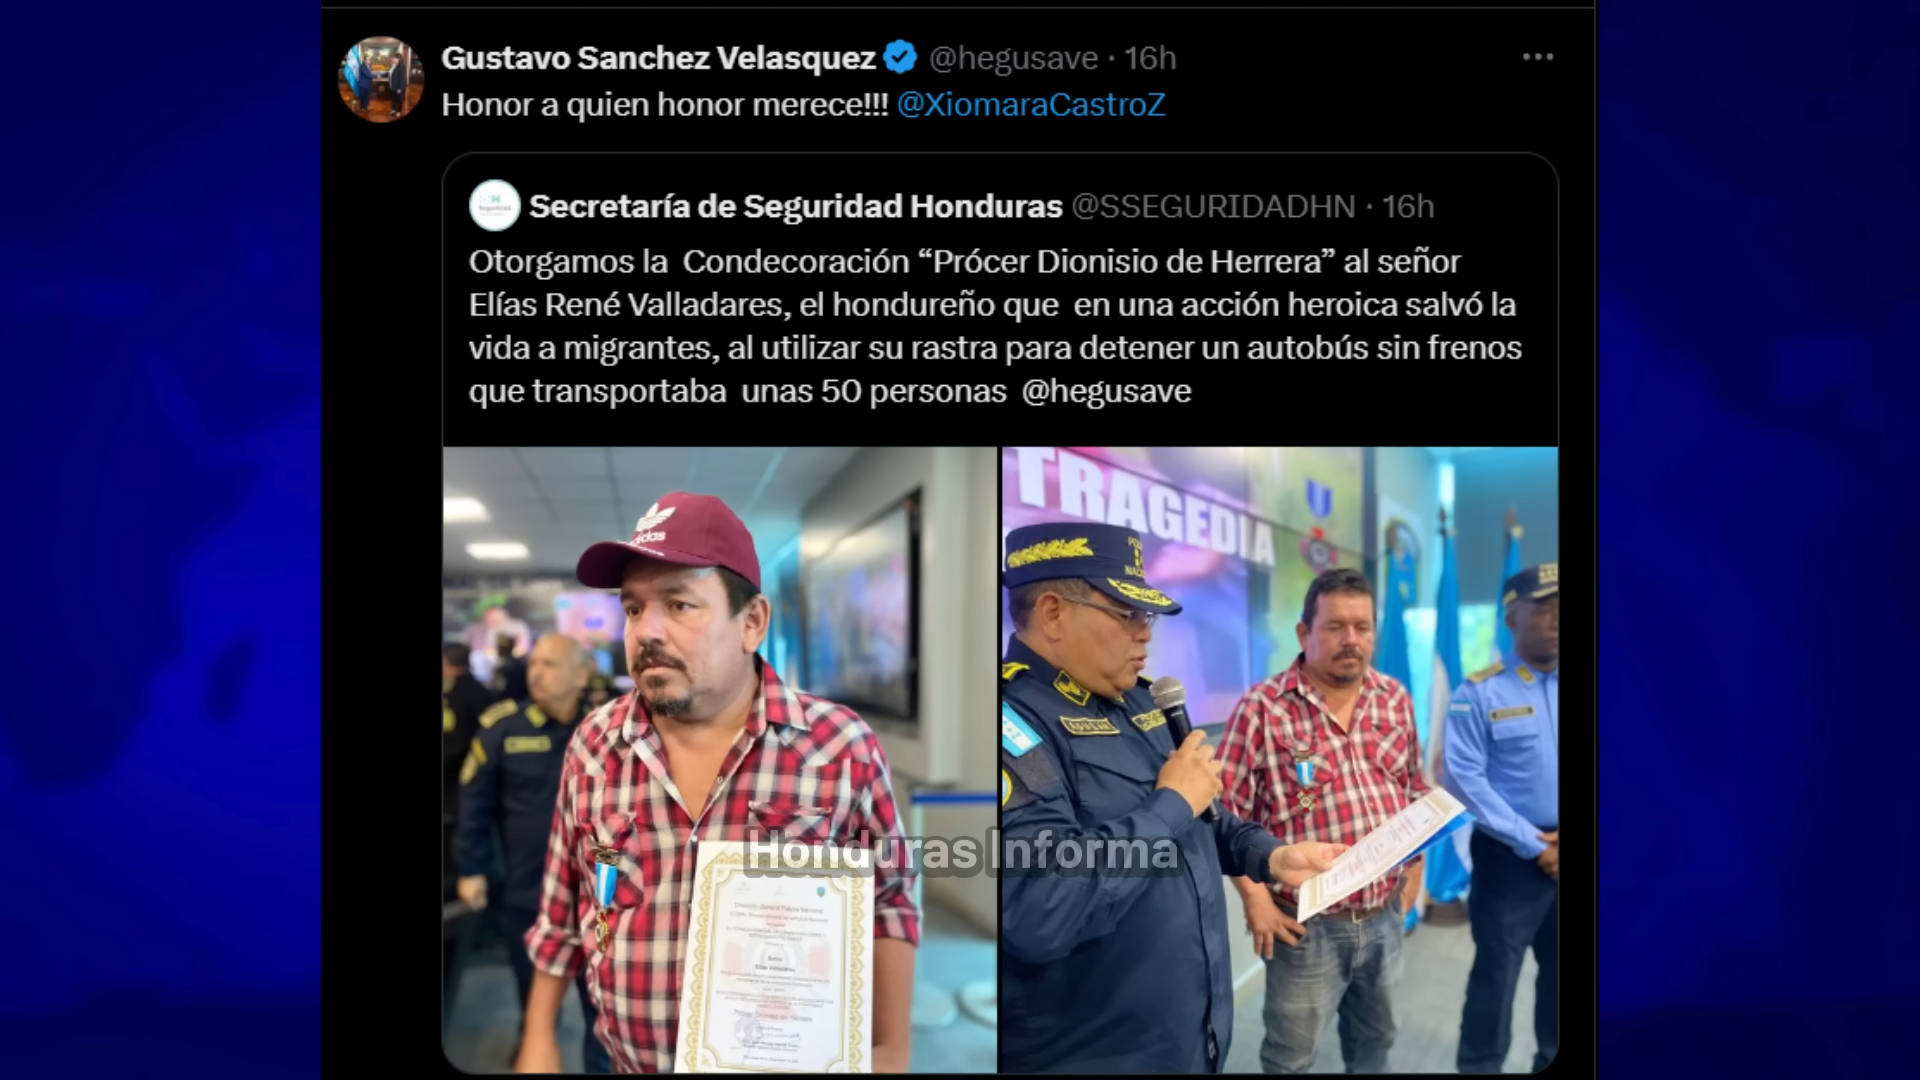 Gustavo Sanchez Velasquez @hegusave · 16h
Honor a quien honor merece!!! @XiomaraCastroZ
Secretaría de Seguridad Honduras @SSEGURIDADHN · 16h
Otorgamos la Condecoración “Prócer Dionisio de Herrera” al señor
Elías René Valladares, el hondureño que en una acción heroica salvó la
vida a migrantes, al utilizar su rastra para detener un autobús sin frenos
que transportaba unas 50 personas @hegusave
adidas
TRAGEDIA
Honduras Informa